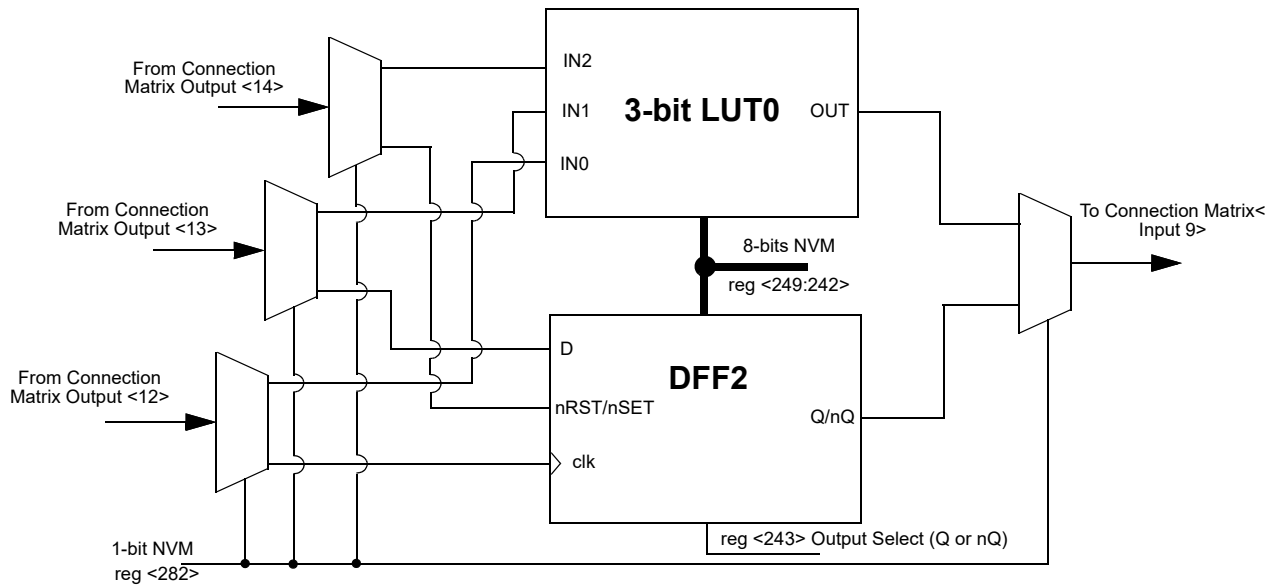 From Connection
Matrix Output <14>
IN2
IN1
IN0
3-bit LUT0
OUT
From Connection
Matrix Output <13>
To Connection Matrix<
Input 9>
8-bits NVM
reg <249:242>
D
nRST/nSET
clk
DFF2
Q/nQ
From Connection
Matrix Output <12>
reg <243> Output Select (Q or nQ)
1-bit NVM
reg <282>